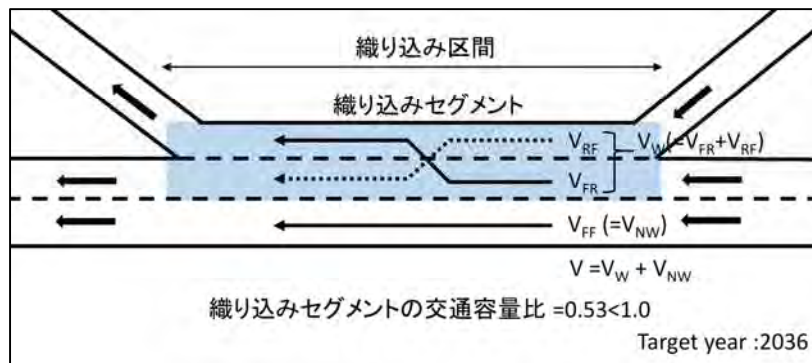 織り込み区間
織り込みセグメント
V_RF
V_W(=V_FR+V_RF)
V_FR
V_FF (=V_NW)
V =V_W + V_NW
織り込みセグメントの交通容量比 =0.53<1.0
Target year :2036